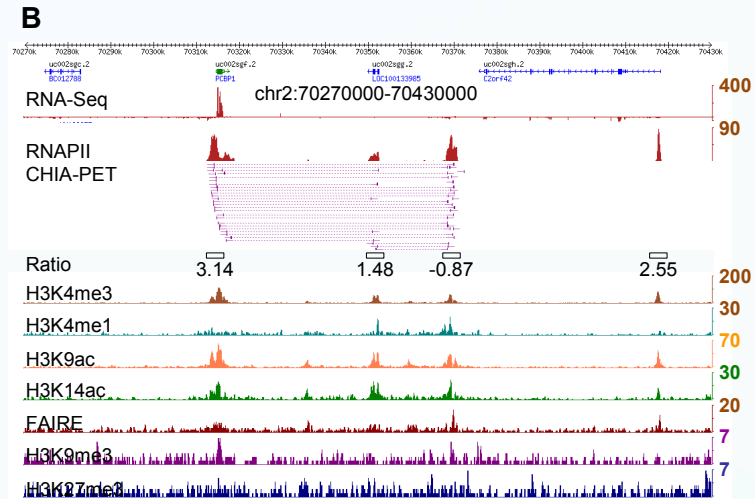 B
70270k 70280k 70290k 70300k 70310k 70320k 70330k 70340k 70350k 70360k 70370k 70380k 70390k 70400k 70410k 70420k 70430k
uc002sgc.2 uc002sgf.2 uc002sgg.2 uc002sgh.2
BC012788 PCBP1 LOC100133985 C2orf42
RNA-Seq chr2:70270000-70430000 400
90
RNAPII
CHIA-PET
Ratio 3.14 1.48 -0.87 2.55
200
H3K4me3
30
H3K4me1
70
H3K9ac
30
H3K14ac
20
FAIRE
7
H3K9me3
7
H3K27me3